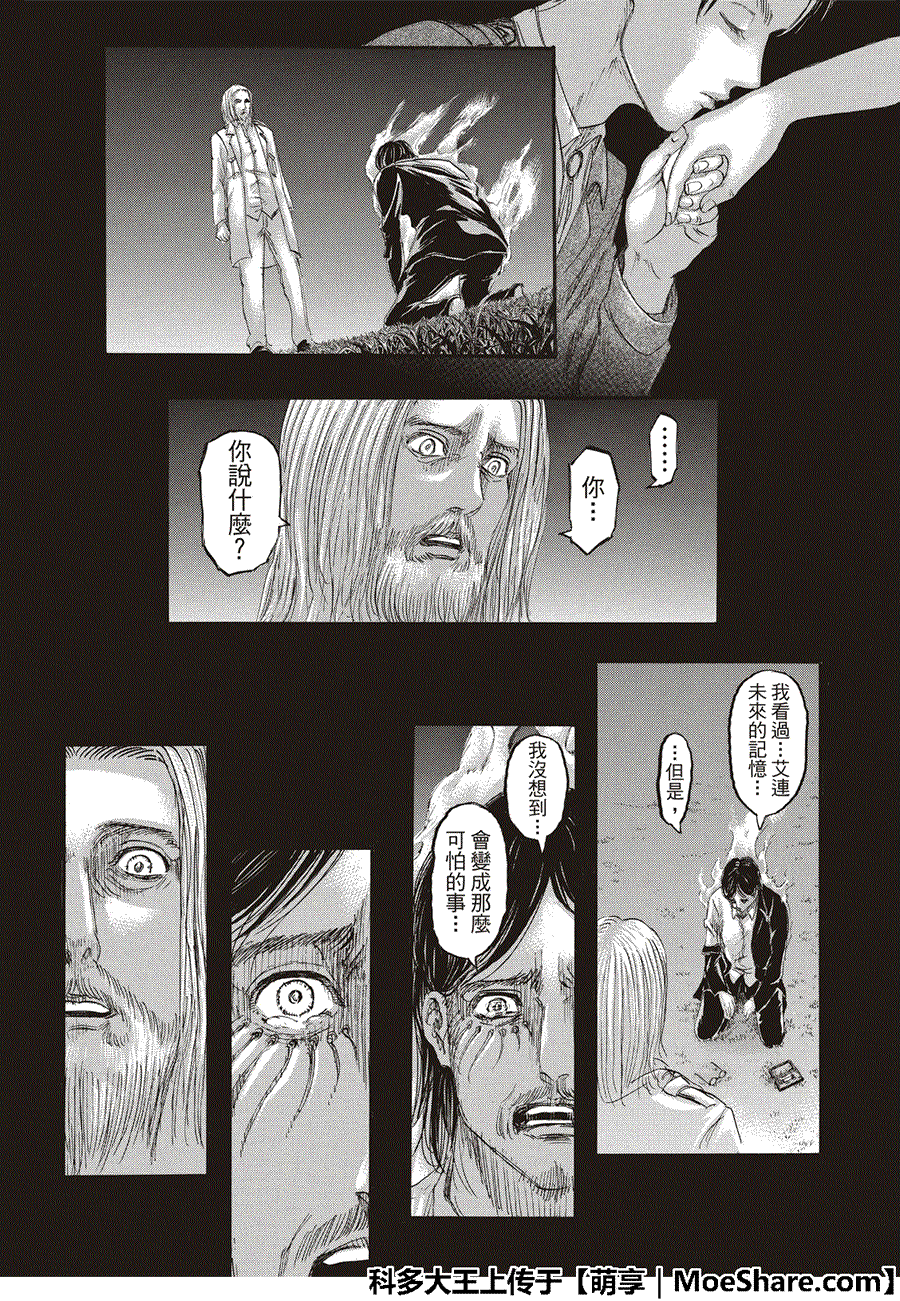 ……
你…
你說什麼？
我看過…艾連
未來的記憶…
…但是，
我沒想到…
會變成那麼
可怕的事…
科多大王上传于【萌享 | MoeShare.com】